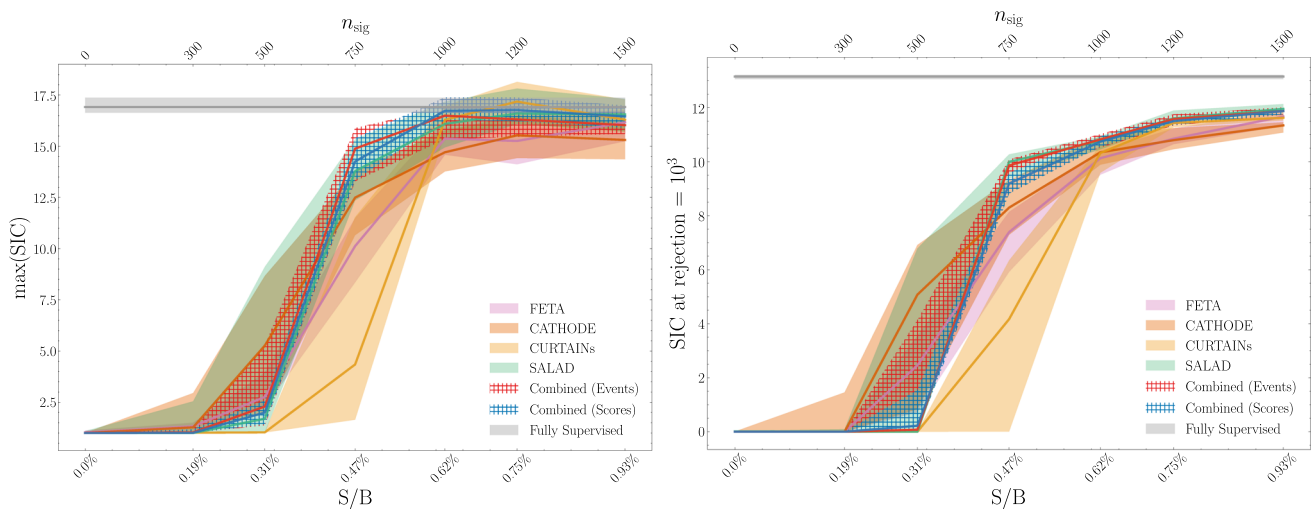 n_sig
0 300 500 750 1000 1200 1500
max(SIC)
17.5
15.0
12.5
10.0
7.5
5.0
2.5
FETA
CATHODE
CURTAINs
SALAD
Combined (Events)
Combined (Scores)
Fully Supervised
0.0% 0.19% 0.31% 0.47% 0.62% 0.75% 0.93%
S/B
n_sig
0 300 500 750 1000 1200 1500
SIC at rejection = 10³
12
10
8
6
4
2
0
FETA
CATHODE
CURTAINs
SALAD
Combined (Events)
Combined (Scores)
Fully Supervised
0.0% 0.19% 0.31% 0.47% 0.62% 0.75% 0.93%
S/B